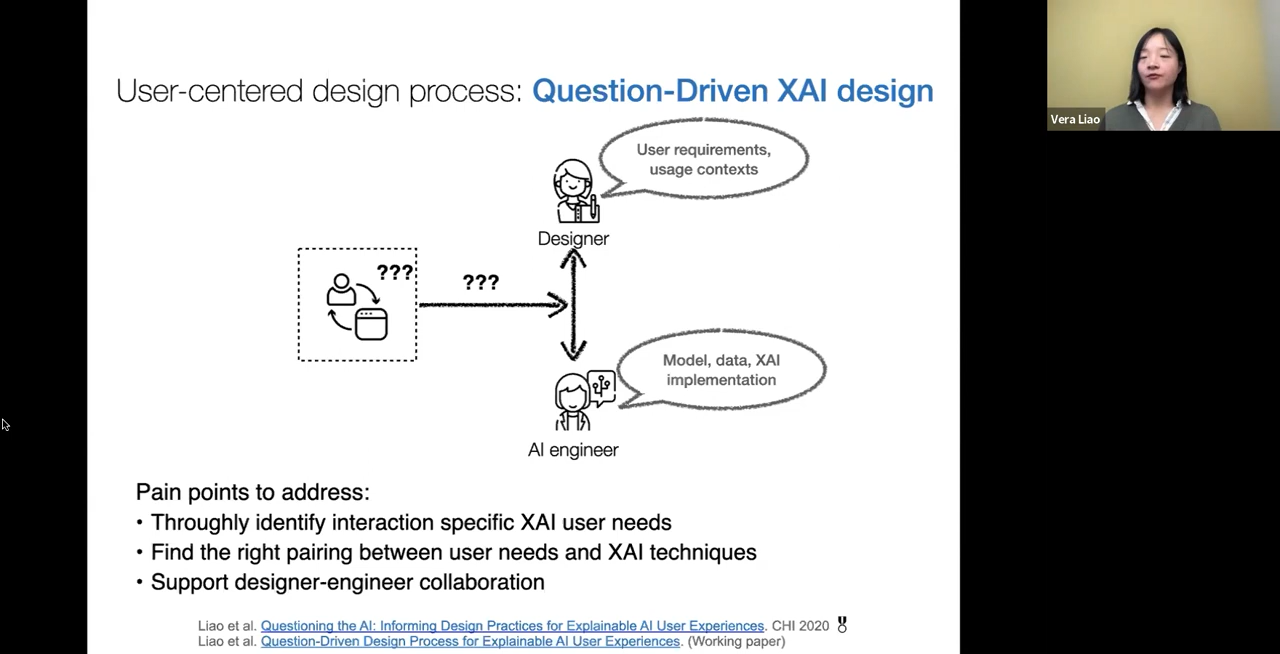 User-centered design process: Question-Driven XAI design
Vera Liao
User requirements,
usage contexts
Designer
???
???
Model, data, XAI
implementation
AI engineer
Pain points to address:
• Throughly identify interaction specific XAI user needs
• Find the right pairing between user needs and XAI techniques
• Support designer-engineer collaboration
Liao et al. Questioning the AI: Informing Design Practices for Explainable AI User Experiences. CHI 2020
Liao et al. Question-Driven Design Process for Explainable AI User Experiences. (Working paper)